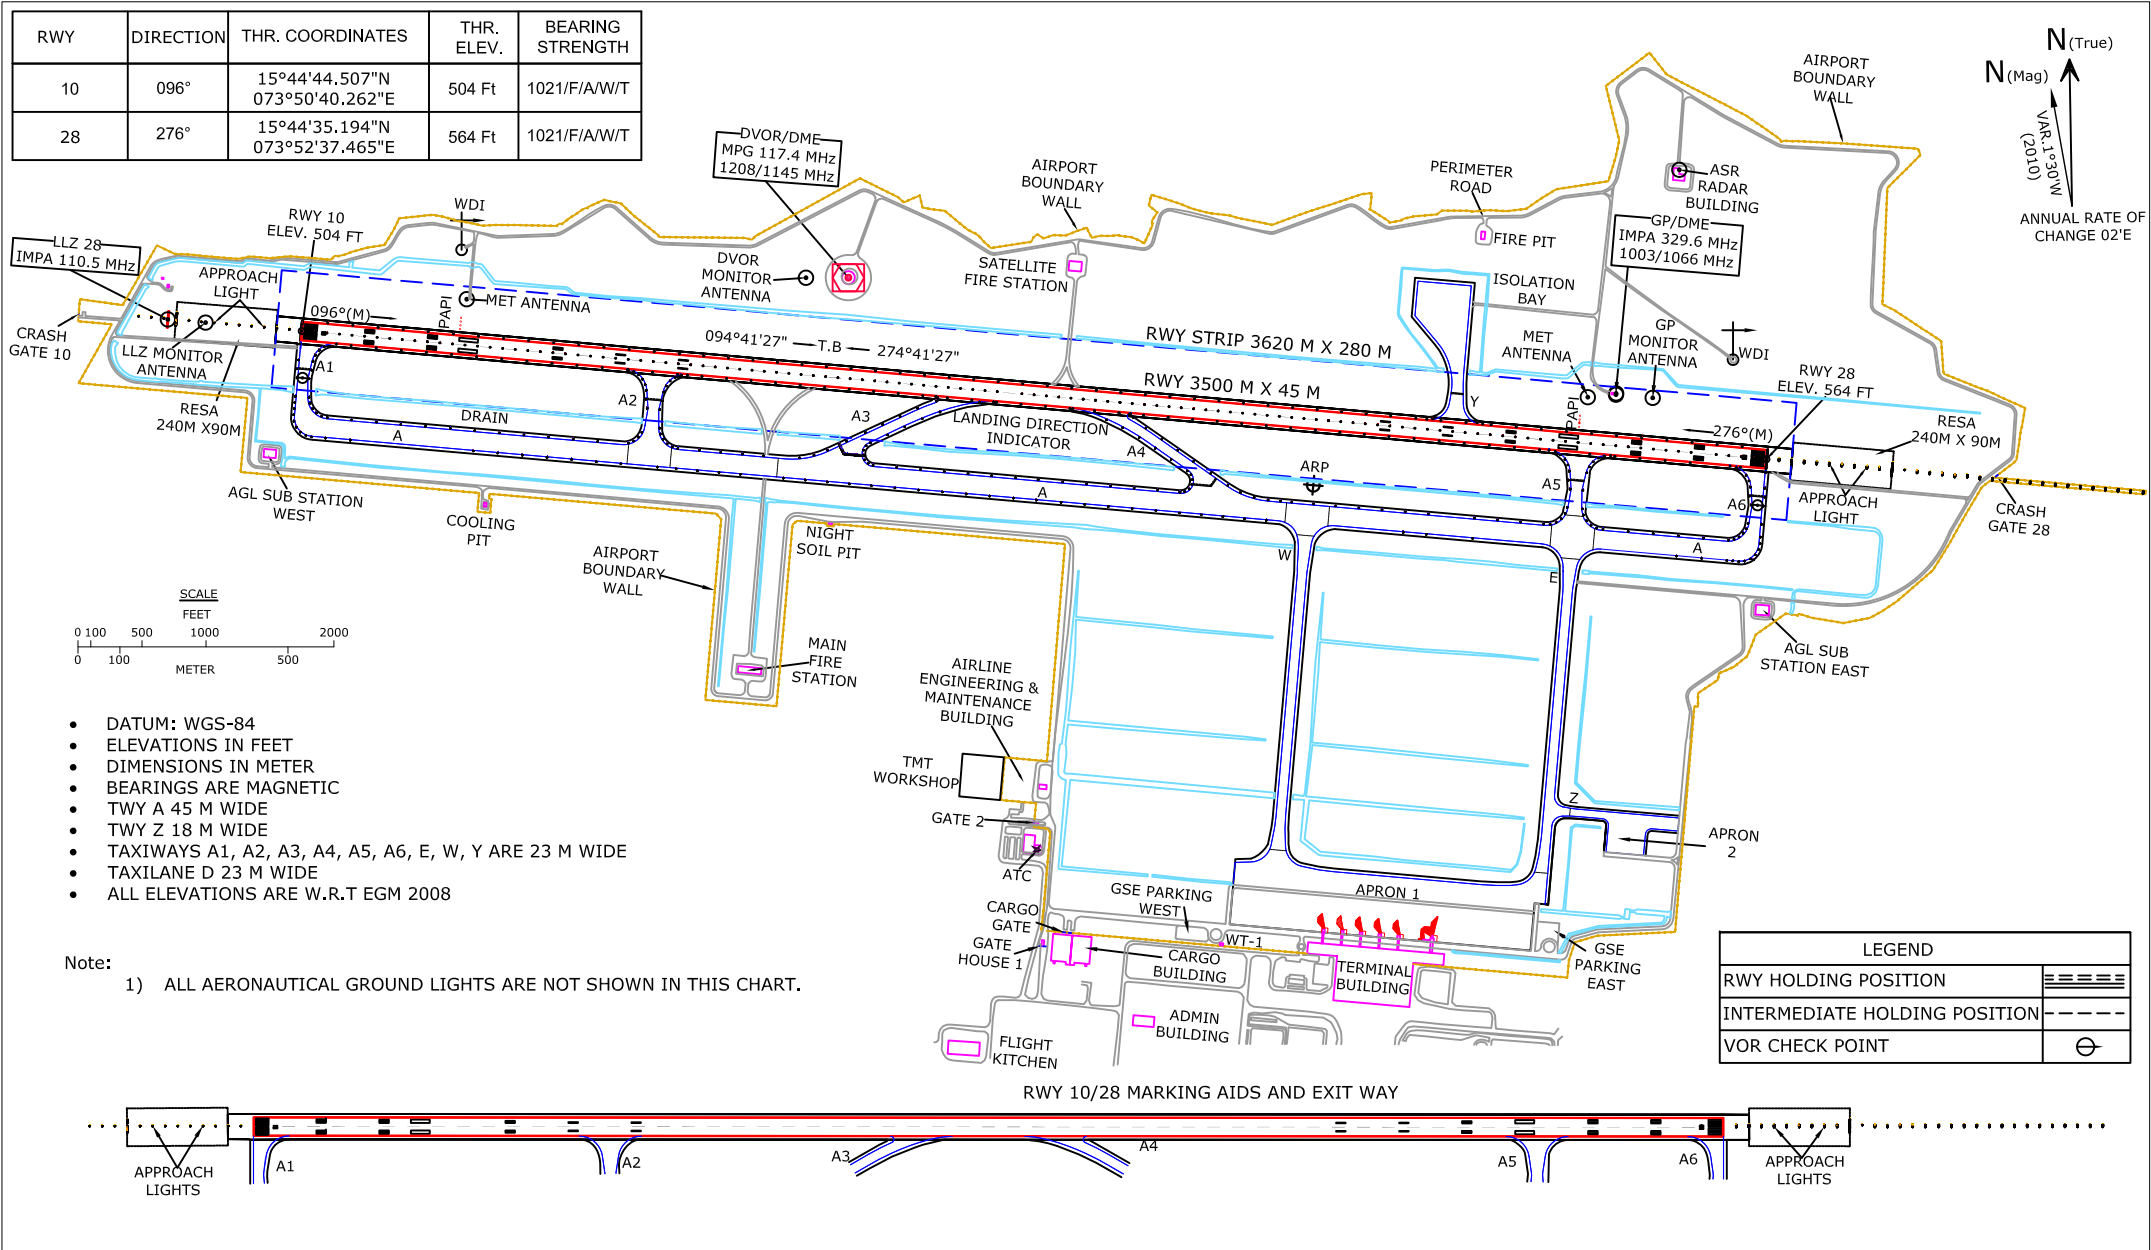 RWY
DIRECTION
THR. COORDINATES
THR.
ELEV.
BEARING
STRENGTH
10
096°
15°44'44.507"N
073°50'40.262"E
504 Ft
1021/F/A/W/T
28
276°
15°44'35.194"N
073°52'37.465"E
564 Ft
1021/F/A/W/T
N(True)
N(Mag)
VAR.1°30'W
(2010)
ANNUAL RATE OF
CHANGE 02'E
AIRPORT
BOUNDARY
WALL
DVOR/DME
MPG 117.4 MHz
1208/1145 MHz
AIRPORT
BOUNDARY
WALL
PERIMETER
ROAD
ASR
RADAR
BUILDING
GP/DME
IMPA 329.6 MHz
1003/1066 MHz
WDI
RWY 10
ELEV. 504 FT
LLZ 28
IMPA 110.5 MHz
APPROACH
LIGHT
DVOR
MONITOR
ANTENNA
SATELLITE
FIRE STATION
FIRE PIT
ISOLATION
BAY
PAPI
MET ANTENNA
096°(M)
CRASH
GATE 10
LLZ MONITOR
ANTENNA
RESA
240M X90M
094°41'27"
T.B
274°41'27"
RWY STRIP 3620 M X 280 M
RWY 3500 M X 45 M
MET
ANTENNA
GP
MONITOR
ANTENNA
WDI
RWY 28
ELEV. 564 FT
PAPI
276°(M)
RESA
240M X 90M
APPROACH
LIGHT
CRASH
GATE 28
A1
A2
A3
A4
A5
A6
Y
A
A
A
DRAIN
LANDING DIRECTION
INDICATOR
ARP
AGL SUB STATION
WEST
COOLING
PIT
AIRPORT
BOUNDARY
WALL
NIGHT
SOIL PIT
W
E
MAIN
FIRE
STATION
AGL SUB
STATION EAST
SCALE
FEET
0 100 500 1000 2000
0 100 500
METER
AIRLINE
ENGINEERING &
MAINTENANCE
BUILDING
TMT
WORKSHOP
GATE 2
ATC
Z
APRON
2
APRON 1
GSE PARKING
WEST
CARGO
GATE
GATE
HOUSE 1
CARGO
BUILDING
WT-1
TERMINAL
BUILDING
GSE
PARKING
EAST
ADMIN
BUILDING
FLIGHT
KITCHEN
• DATUM: WGS-84
• ELEVATIONS IN FEET
• DIMENSIONS IN METER
• BEARINGS ARE MAGNETIC
• TWY A 45 M WIDE
• TWY Z 18 M WIDE
• TAXIWAYS A1, A2, A3, A4, A5, A6, E, W, Y ARE 23 M WIDE
• TAXILANE D 23 M WIDE
• ALL ELEVATIONS ARE W.R.T EGM 2008
Note:
1) ALL AERONAUTICAL GROUND LIGHTS ARE NOT SHOWN IN THIS CHART.
LEGEND
RWY HOLDING POSITION
INTERMEDIATE HOLDING POSITION
VOR CHECK POINT
RWY 10/28 MARKING AIDS AND EXIT WAY
APPROACH
LIGHTS
A1
A2
A3
A4
A5
A6
APPROACH
LIGHTS